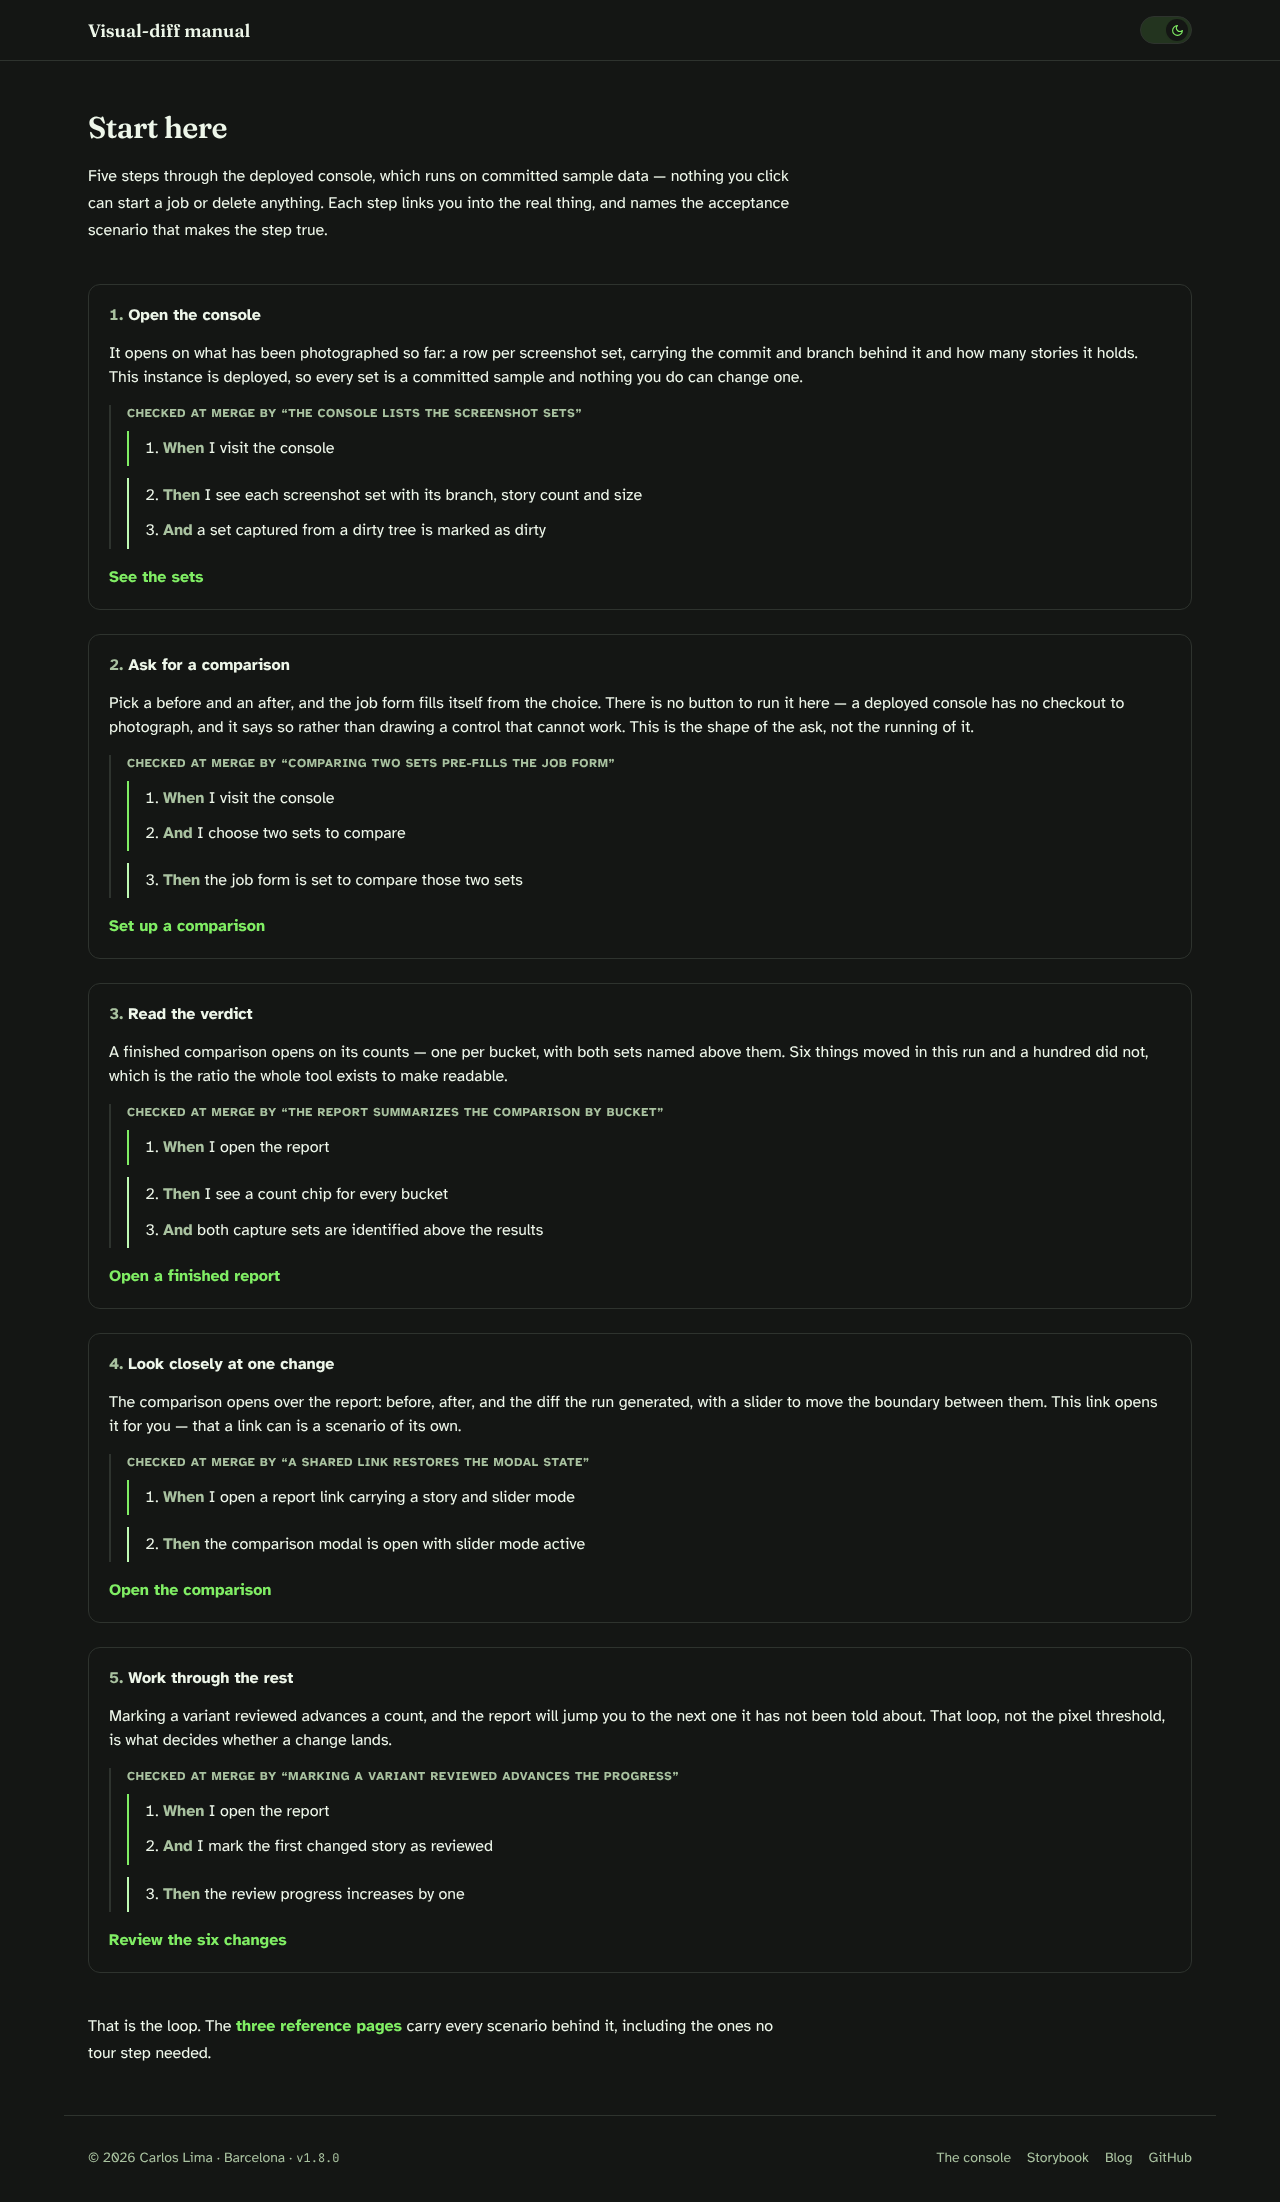 Visual-diff manual
Start here
Five steps through the deployed console, which runs on committed sample data — nothing you click
can start a job or delete anything. Each step links you into the real thing, and names the acceptance
scenario that makes the step true.
1. Open the console
It opens on what has been photographed so far: a row per screenshot set, carrying the commit and branch behind it and how many stories it holds.
This instance is deployed, so every set is a committed sample and nothing you do can change one.
CHECKED AT MERGE BY “THE CONSOLE LISTS THE SCREENSHOT SETS”
1. When I visit the console
2. Then I see each screenshot set with its branch, story count and size
3. And a set captured from a dirty tree is marked as dirty
See the sets
2. Ask for a comparison
Pick a before and an after, and the job form fills itself from the choice. There is no button to run it here — a deployed console has no checkout to
photograph, and it says so rather than drawing a control that cannot work. This is the shape of the ask, not the running of it.
CHECKED AT MERGE BY “COMPARING TWO SETS PRE-FILLS THE JOB FORM”
1. When I visit the console
2. And I choose two sets to compare
3. Then the job form is set to compare those two sets
Set up a comparison
3. Read the verdict
A finished comparison opens on its counts — one per bucket, with both sets named above them. Six things moved in this run and a hundred did not,
which is the ratio the whole tool exists to make readable.
CHECKED AT MERGE BY “THE REPORT SUMMARIZES THE COMPARISON BY BUCKET”
1. When I open the report
2. Then I see a count chip for every bucket
3. And both capture sets are identified above the results
Open a finished report
4. Look closely at one change
The comparison opens over the report: before, after, and the diff the run generated, with a slider to move the boundary between them. This link opens
it for you — that a link can is a scenario of its own.
CHECKED AT MERGE BY “A SHARED LINK RESTORES THE MODAL STATE”
1. When I open a report link carrying a story and slider mode
2. Then the comparison modal is open with slider mode active
Open the comparison
5. Work through the rest
Marking a variant reviewed advances a count, and the report will jump you to the next one it has not been told about. That loop, not the pixel threshold,
is what decides whether a change lands.
CHECKED AT MERGE BY “MARKING A VARIANT REVIEWED ADVANCES THE PROGRESS”
1. When I open the report
2. And I mark the first changed story as reviewed
3. Then the review progress increases by one
Review the six changes
That is the loop. The three reference pages carry every scenario behind it, including the ones no
tour step needed.
© 2026 Carlos Lima · Barcelona · v1.8.0
The console Storybook Blog GitHub